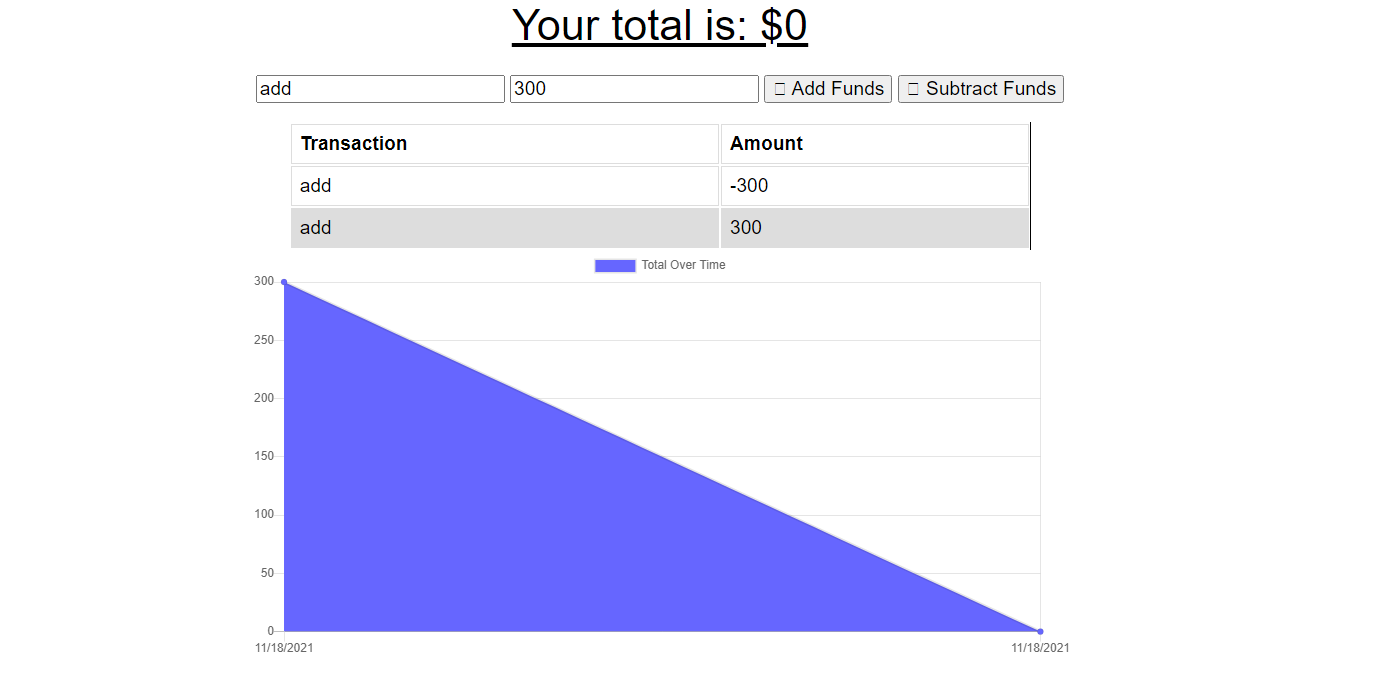 Your total is: $0
add 300 Add Funds Subtract Funds
Transaction Amount
add -300
add 300
Total Over Time
300
250
200
150
100
50
0
11/18/2021 11/18/2021